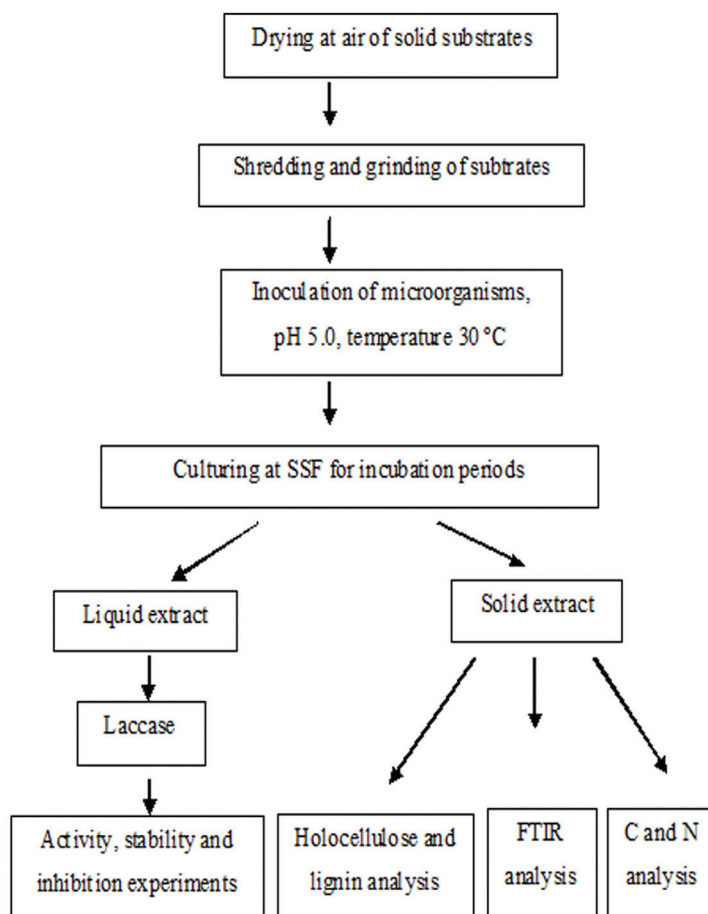 Drying at air of solid substrates
Shredding and grinding of subtrates
Inoculation of microorganisms,
pH 5.0, temperature 30 °C
Culturing at SSF for incubation periods
Liquid extract
Solid extract
Laccase
Activity, stability and
inhibition experiments
Holocellulose and
lignin analysis
FTIR
analysis
C and N
analysis